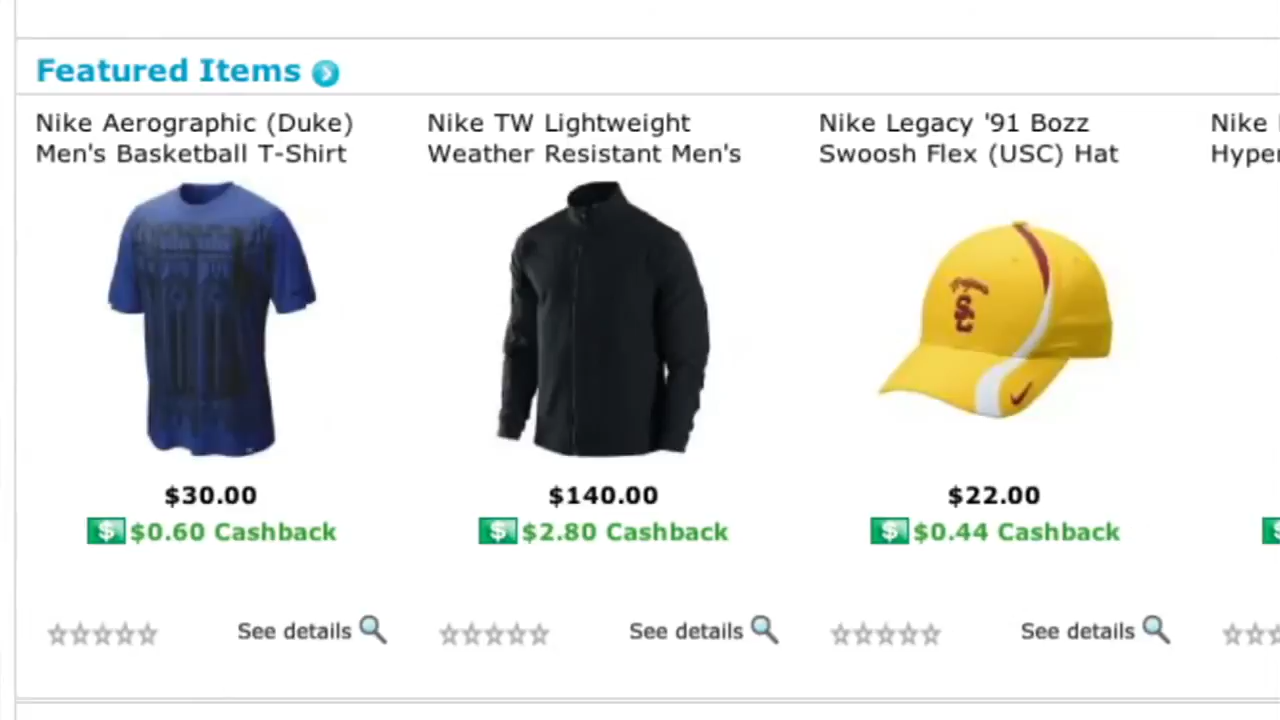 Featured Items
Nike Aerographic (Duke)
Men's Basketball T-Shirt
$30.00
$0.60 Cashback
See details
Nike TW Lightweight
Weather Resistant Men's
$140.00
$2.80 Cashback
See details
Nike Legacy '91 Bozz
Swoosh Flex (USC) Hat
SC
$22.00
$0.44 Cashback
See details
Nike